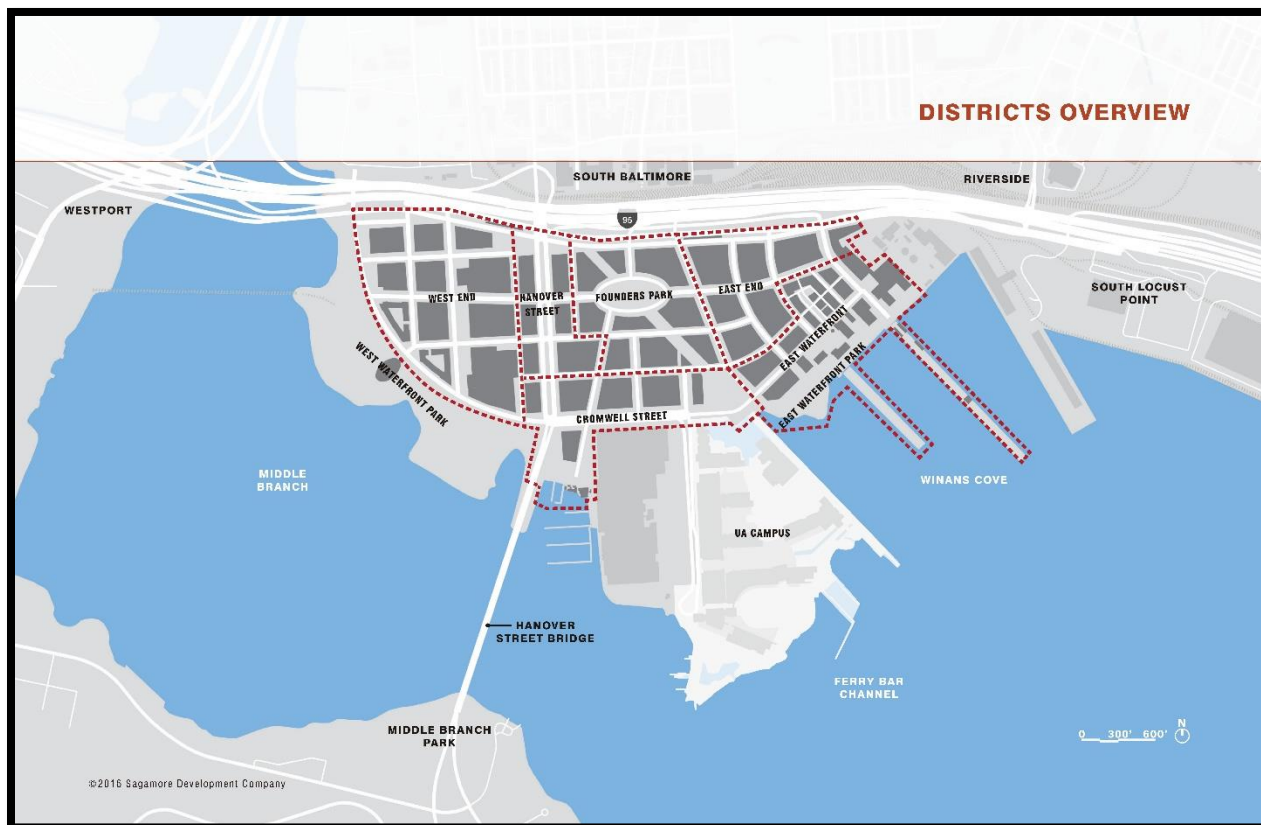 DISTRICTS OVERVIEW
SOUTH BALTIMORE
RIVERSIDE
WESTPORT
95
SOUTH LOCUST
POINT
WEST END
HANOVER
STREET
FOUNDERS PARK
EAST END
EAST WATERFRONT
EAST WATERFRONT PARK
WEST WATERFRONT PARK
CROMWELL STREET
MIDDLE
BRANCH
WINANS COVE
UA CAMPUS
HANOVER
STREET BRIDGE
FERRY BAR
CHANNEL
MIDDLE BRANCH
PARK
N
0 300' 600'
©2016 Sagamore Development Company